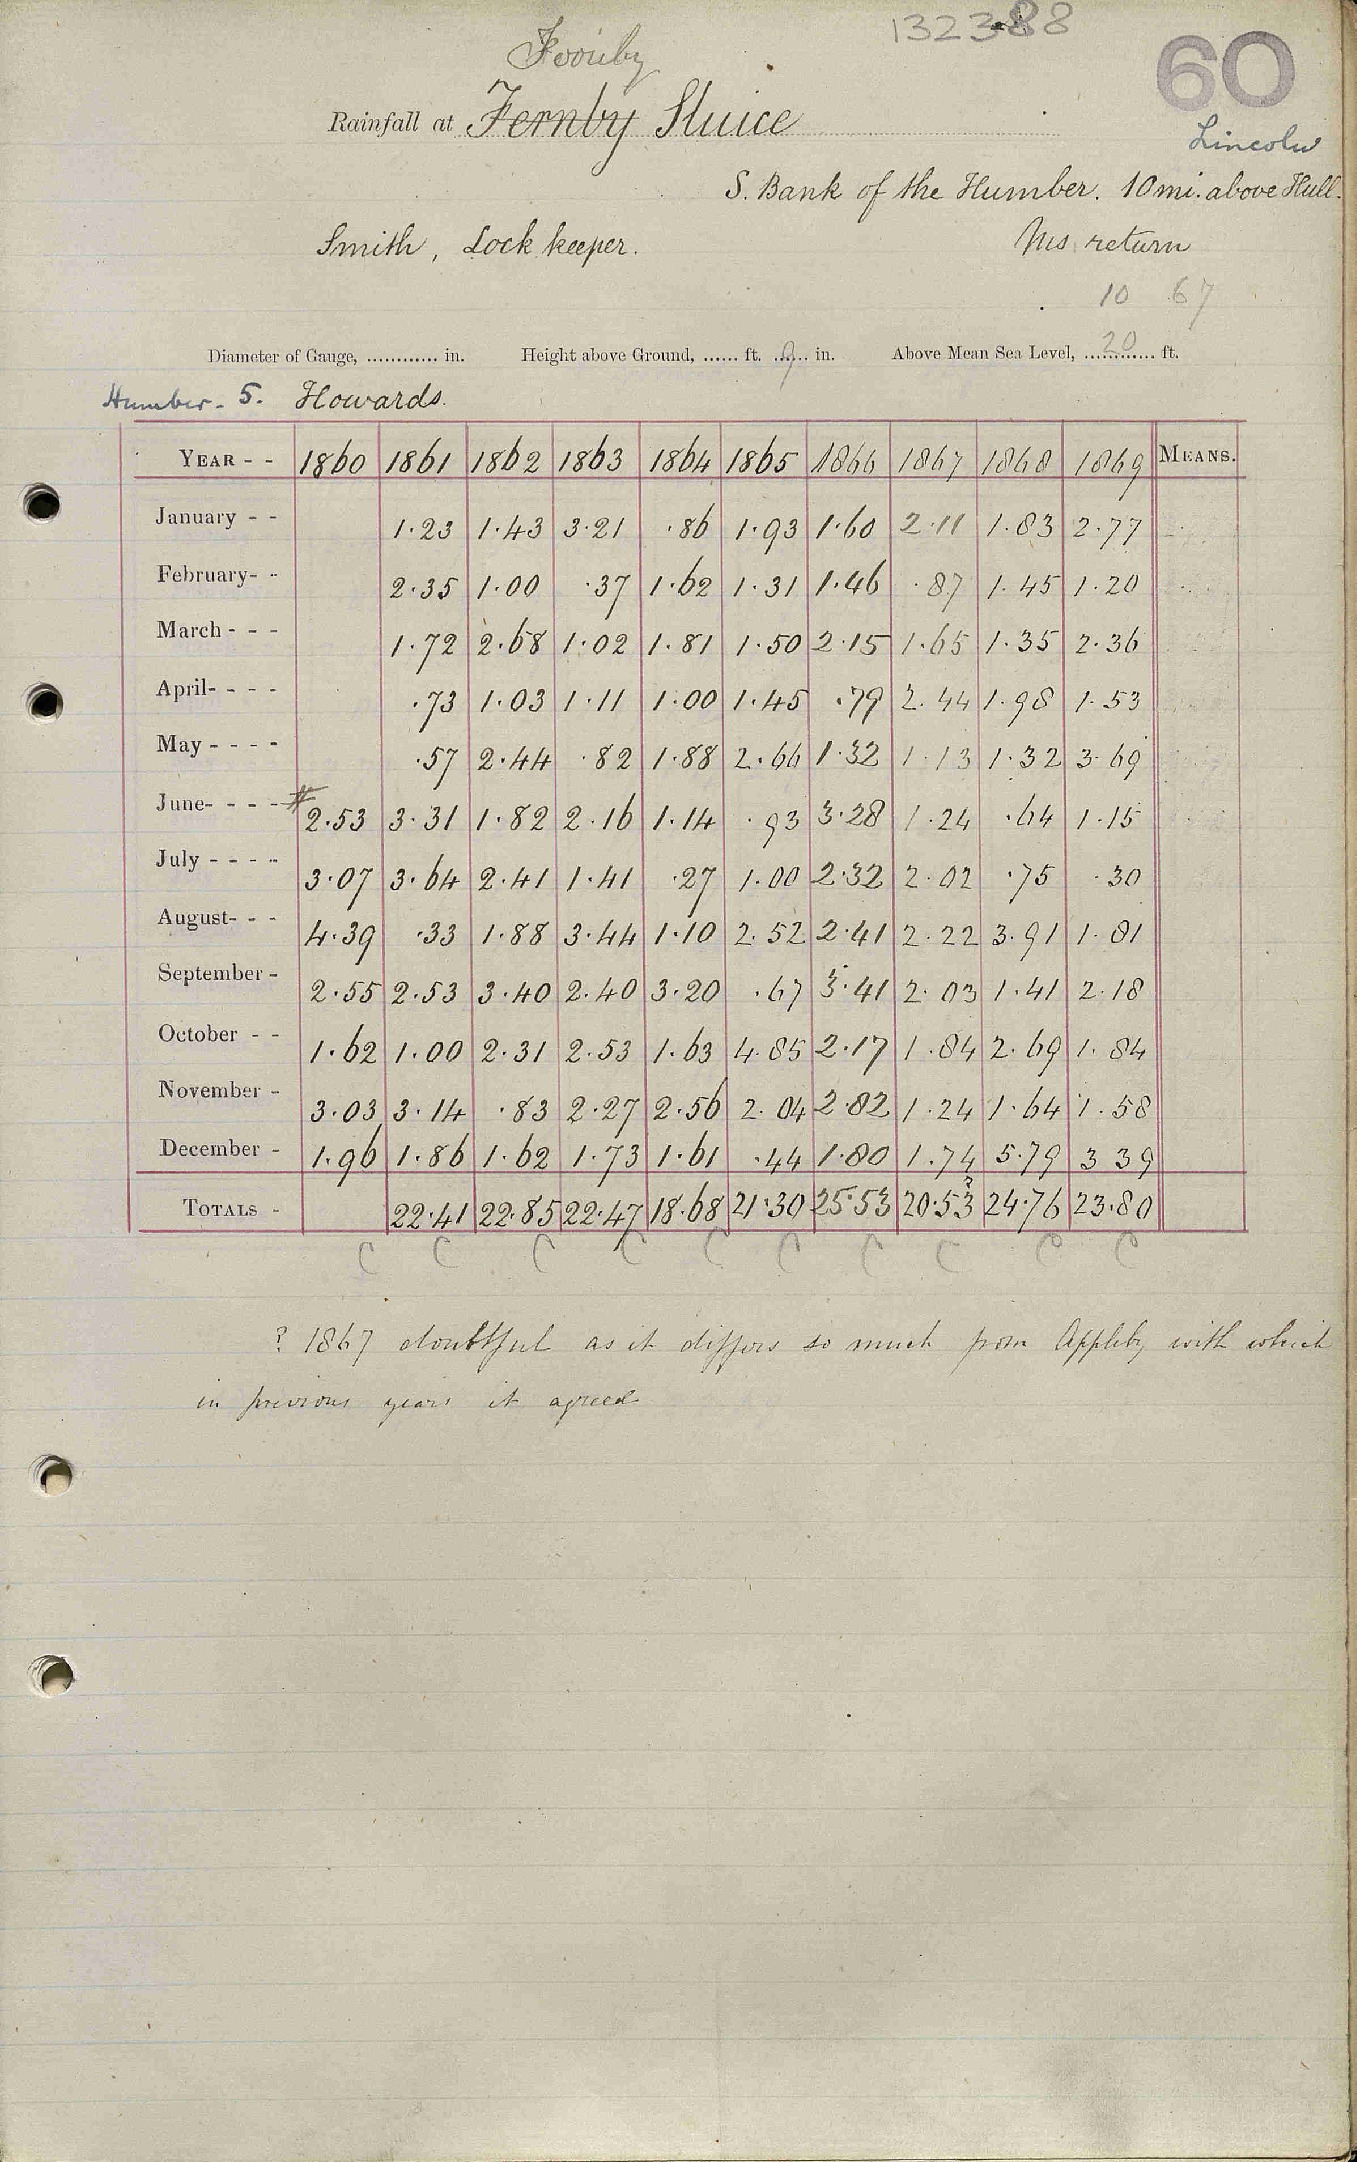 132388
60
Rainfall at Fernby Sluice
Lincoln
S. Bank of the Humber. 10 mi. above Hull.
Smith, Lock keeper. Ms return
10 67
Diameter of Gauge, ............ in. Height above Ground, ...... ft. 9 in. Above Mean Sea Level, 20 ft.
Humber. 5. Howards.
YEAR - - 1860 1861 1862 1863 1864 1865 1866 1867 1868 1869 MEANS.
January - - 1.23 1.43 3.21 .86 1.93 1.60 2.11 1.83 2.77
February- - 2.35 1.00 .37 1.62 1.31 1.46 .87 1.45 1.20
March - - - 1.72 2.68 1.02 1.81 1.50 2.15 1.65 1.35 2.36
April- - - - .73 1.03 1.11 1.00 1.45 .79 2.44 1.98 1.53
May - - - - .57 2.44 .82 1.88 2.66 1.32 1.13 1.32 3.69
June- - - - # 2.53 3.31 1.82 2.16 1.14 .93 3.28 1.24 .64 1.15
July - - - - 3.07 3.64 2.41 1.41 .27 1.00 2.32 2.02 .75 .30
August- - - 4.39 .33 1.88 3.44 1.10 2.52 2.41 2.22 3.91 1.81
September - 2.55 2.53 3.40 2.40 3.20 .67 3.41 2.03 1.41 2.18
October - - 1.62 1.00 2.31 2.53 1.63 4.85 2.17 1.84 2.69 1.84
November - 3.03 3.14 .83 2.27 2.56 2.04 2.82 1.24 1.64 1.58
December - 1.96 1.86 1.62 1.73 1.61 .44 1.80 1.74 5.79 3 39
TOTALS - 22.41 22.85 22.47 18.68 21.30 25.53 20.53? 24.76 23.80
C C C C C C C C C C
? 1867 doubtful as it differs so much from Appleby with which
in previous years it agreed